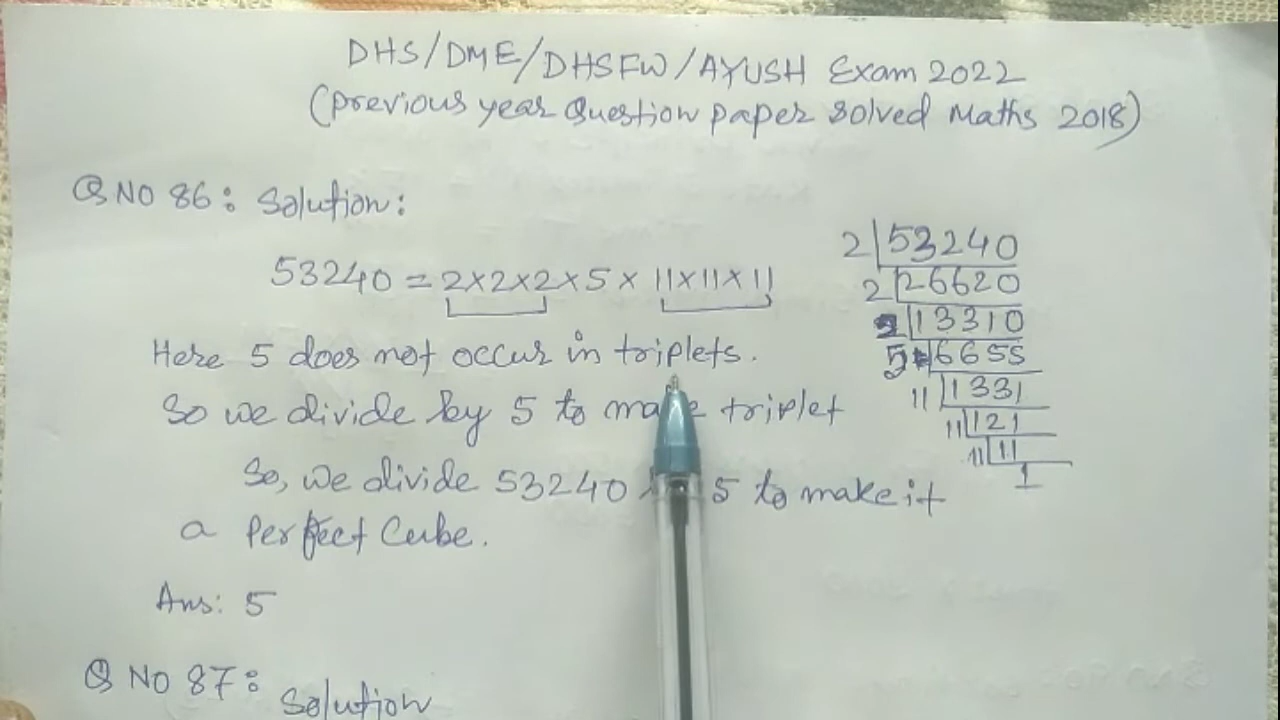 DHS/DME/DHSFW/AYUSH Exam 2022
(previous year Question paper solved Maths 2018)
Q NO 86: Solution:
53240 = 2×2×2×5×11×11×11
Here 5 does not occur in triplets.
So we divide by 5 to make triplet
So, we divide 53240 5 to make it
a Perfect Cube.
Ans: 5
2 53240
2 26620
2 13310
5 6655
11 1331
11 121
11 11
1
Q NO 87: Solution